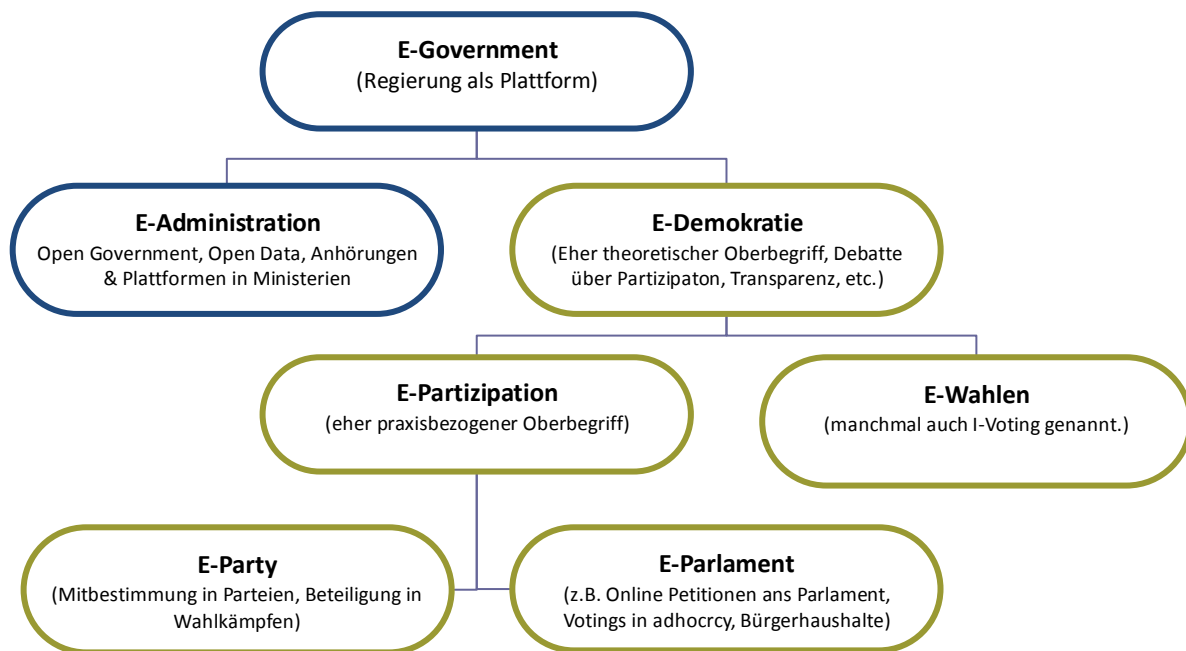 E-Government
(Regierung als Plattform)
E-Administration
Open Government, Open Data, Anhörungen
& Plattformen in Ministerien
E-Demokratie
(Eher theoretischer Oberbegriff, Debatte
über Partizipaton, Transparenz, etc.)
E-Partizipation
(eher praxisbezogener Oberbegriff)
E-Wahlen
(manchmal auch I-Voting genannt.)
E-Party
(Mitbestimmung in Parteien, Beteiligung in
Wahlkämpfen)
E-Parlament
(z.B. Online Petitionen ans Parlament,
Votings in adhocrcy, Bürgerhaushalte)